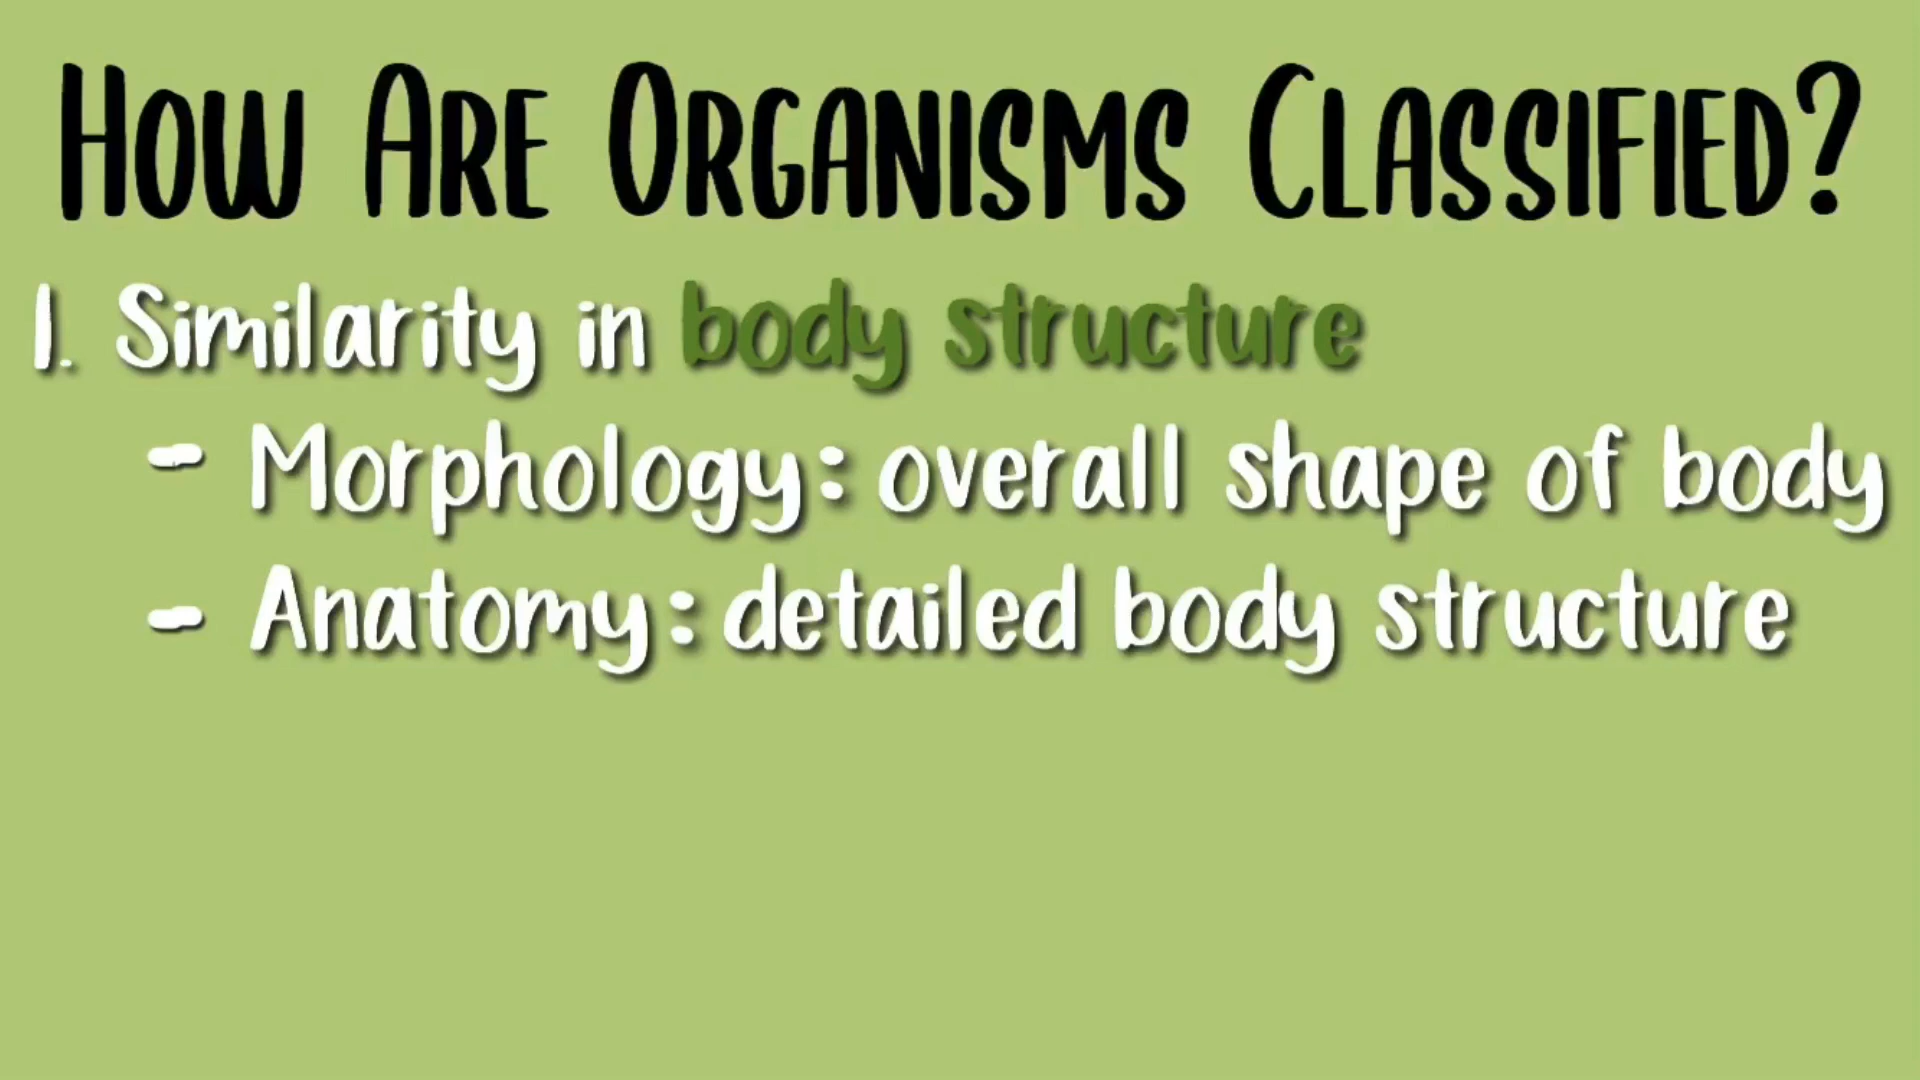 How Are Organisms Classified?
1. Similarity in body structure
- Morphology: overall shape of body
- Anatomy: detailed body structure